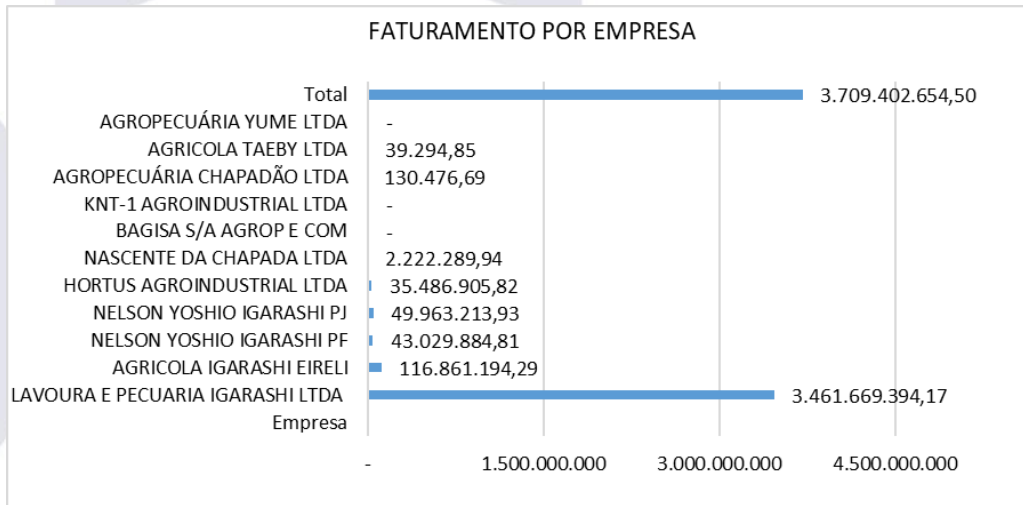 FATURAMENTO POR EMPRESA
Total 3.709.402.654,50
AGROPECUÁRIA YUME LTDA -
AGRICOLA TAEBY LTDA 39.294,85
AGROPECUÁRIA CHAPADÃO LTDA 130.476,69
KNT-1 AGROINDUSTRIAL LTDA -
BAGISA S/A AGROP E COM -
NASCENTE DA CHAPADA LTDA 2.222.289,94
HORTUS AGROINDUSTRIAL LTDA 35.486.905,82
NELSON YOSHIO IGARASHI PJ 49.963.213,93
NELSON YOSHIO IGARASHI PF 43.029.884,81
AGRICOLA IGARASHI EIRELI 116.861.194,29
LAVOURA E PECUARIA IGARASHI LTDA 3.461.669.394,17
Empresa
- 1.500.000.000 3.000.000.000 4.500.000.000